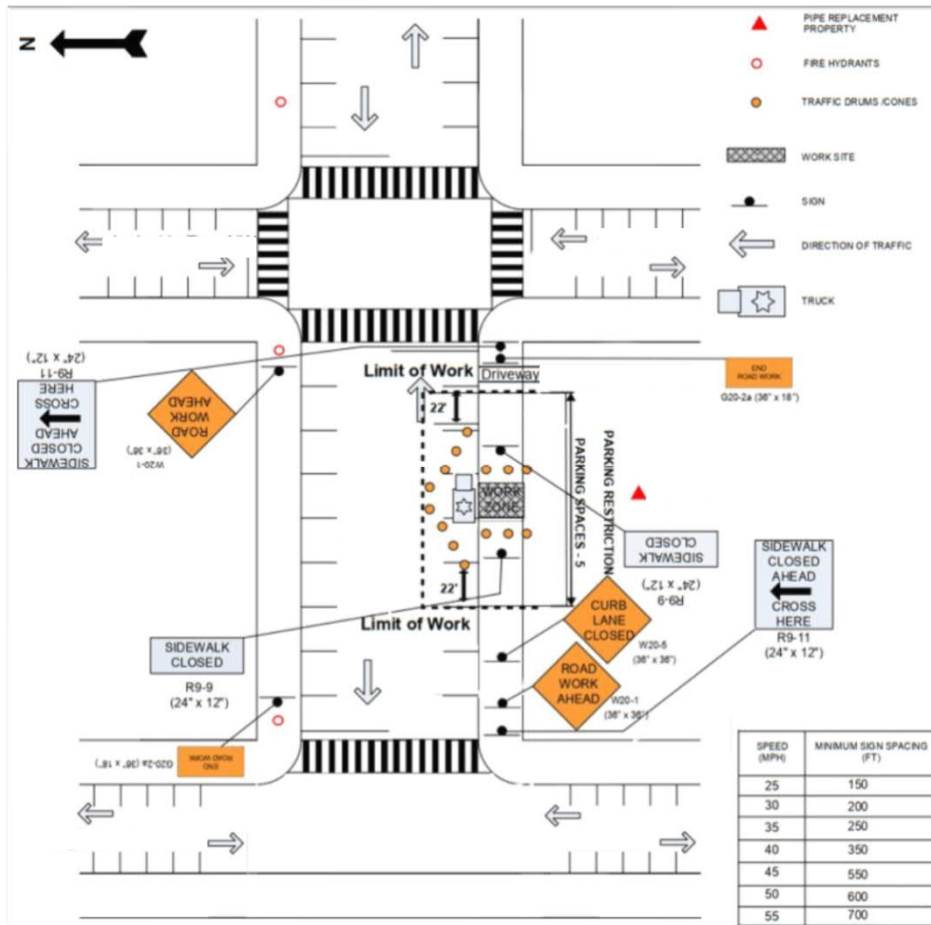 N
PIPE REPLACEMENT
PROPERTY
FIRE HYDRANTS
TRAFFIC DRUMS /CONES
WORK SITE
SIGN
DIRECTION OF TRAFFIC
TRUCK
SIDEWALK
CLOSED
AHEAD
CROSS
HERE
R9-11
(24" x 12")
ROAD
WORK
AHEAD
W20-1
(36" x 36")
Limit of Work
Driveway
22'
END
ROAD WORK
G20-2a (36" x 18")
WORK
ZONE
PARKING SPACES - 5
PARKING RESTRICTION
SIDEWALK
CLOSED
R9-9
(24" x 12")
22'
Limit of Work
CURB
LANE
CLOSED
W20-5
(36" x 36")
ROAD
WORK
AHEAD
W20-1
(36" x 36")
SIDEWALK
CLOSED
AHEAD
CROSS
HERE
R9-11
(24" x 12")
SIDEWALK
CLOSED
R9-9
(24" x 12")
END
ROAD WORK
G20-2a (36" x 18")
SPEED
(MPH)
MINIMUM SIGN SPACING
(FT)
25 150
30 200
35 250
40 350
45 550
50 600
55 700